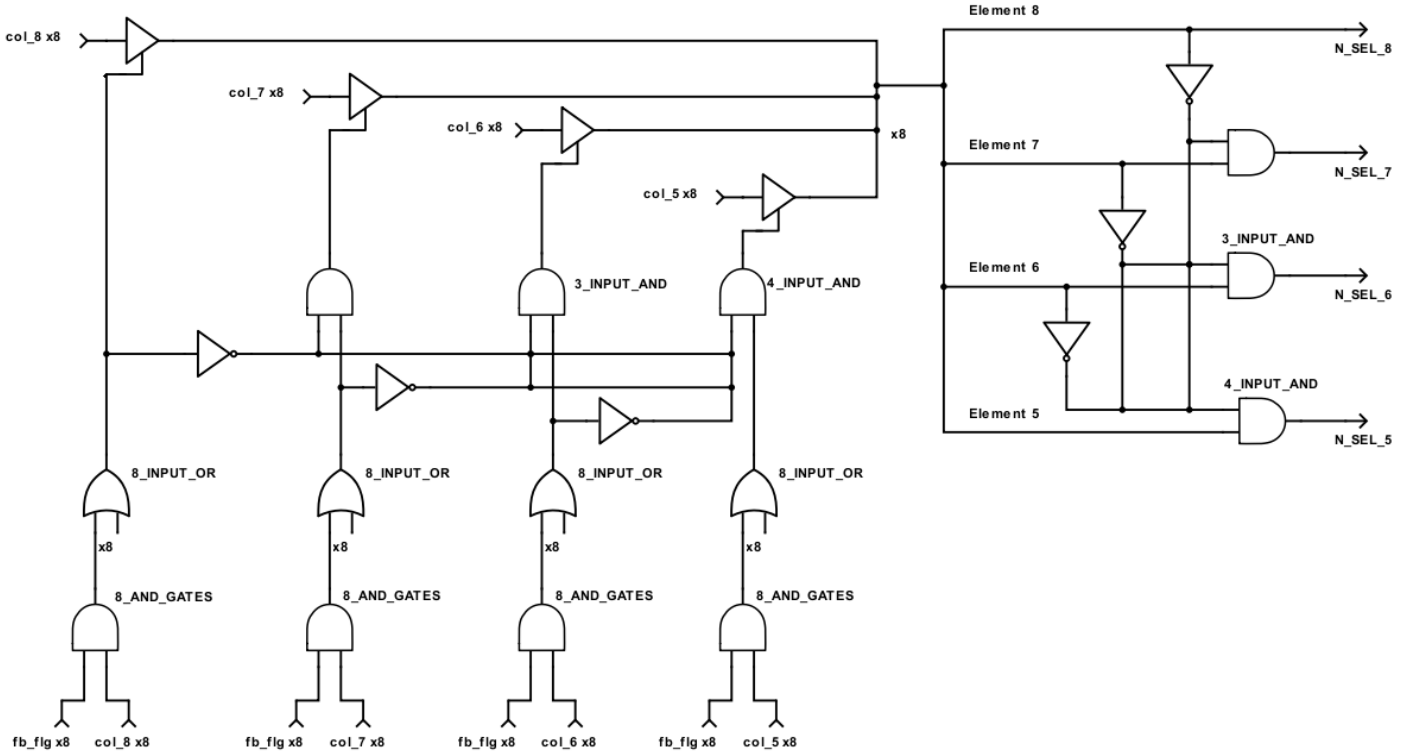 Element 8
col_8 x8
N_SEL_8
col_7 x8
col_6 x8
x8
Element 7
N_SEL_7
col_5 x8
3_INPUT_AND
Element 6
3_INPUT_AND
4_INPUT_AND
N_SEL_6
4_INPUT_AND
Element 5
N_SEL_5
8_INPUT_OR
8_INPUT_OR
8_INPUT_OR
8_INPUT_OR
x8
x8
x8
x8
8_AND_GATES
8_AND_GATES
8_AND_GATES
8_AND_GATES
fb_flg x8
col_8 x8
fb_flg x8
col_7 x8
fb_flg x8
col_6 x8
fb_flg x8
col_5 x8